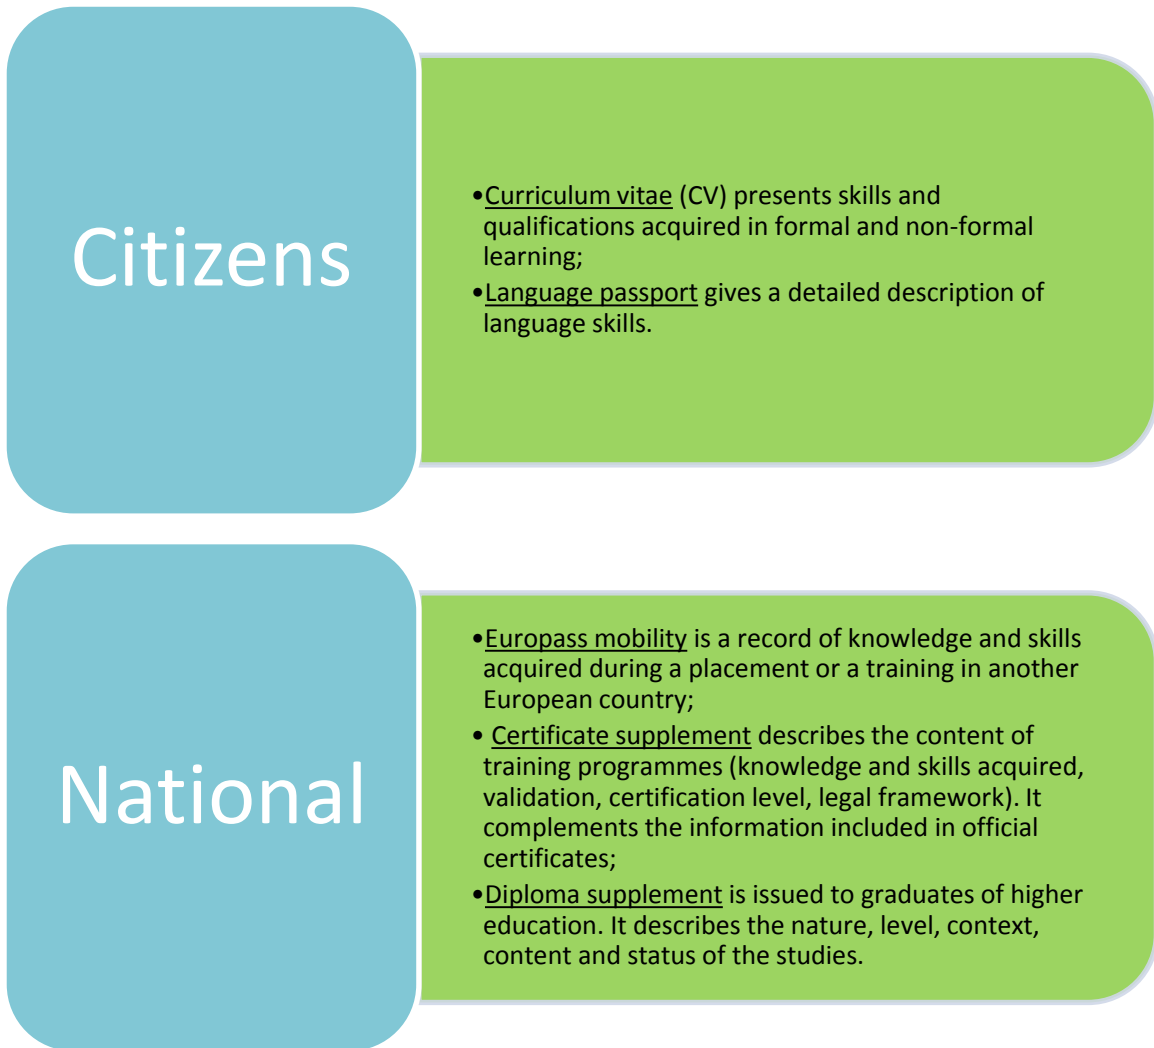 Citizens
•Curriculum vitae (CV) presents skills and
qualifications acquired in formal and non-formal
learning;
•Language passport gives a detailed description of
language skills.
National
•Europass mobility is a record of knowledge and skills
acquired during a placement or a training in another
European country;
• Certificate supplement describes the content of
training programmes (knowledge and skills acquired,
validation, certification level, legal framework). It
complements the information included in official
certificates;
•Diploma supplement is issued to graduates of higher
education. It describes the nature, level, context,
content and status of the studies.